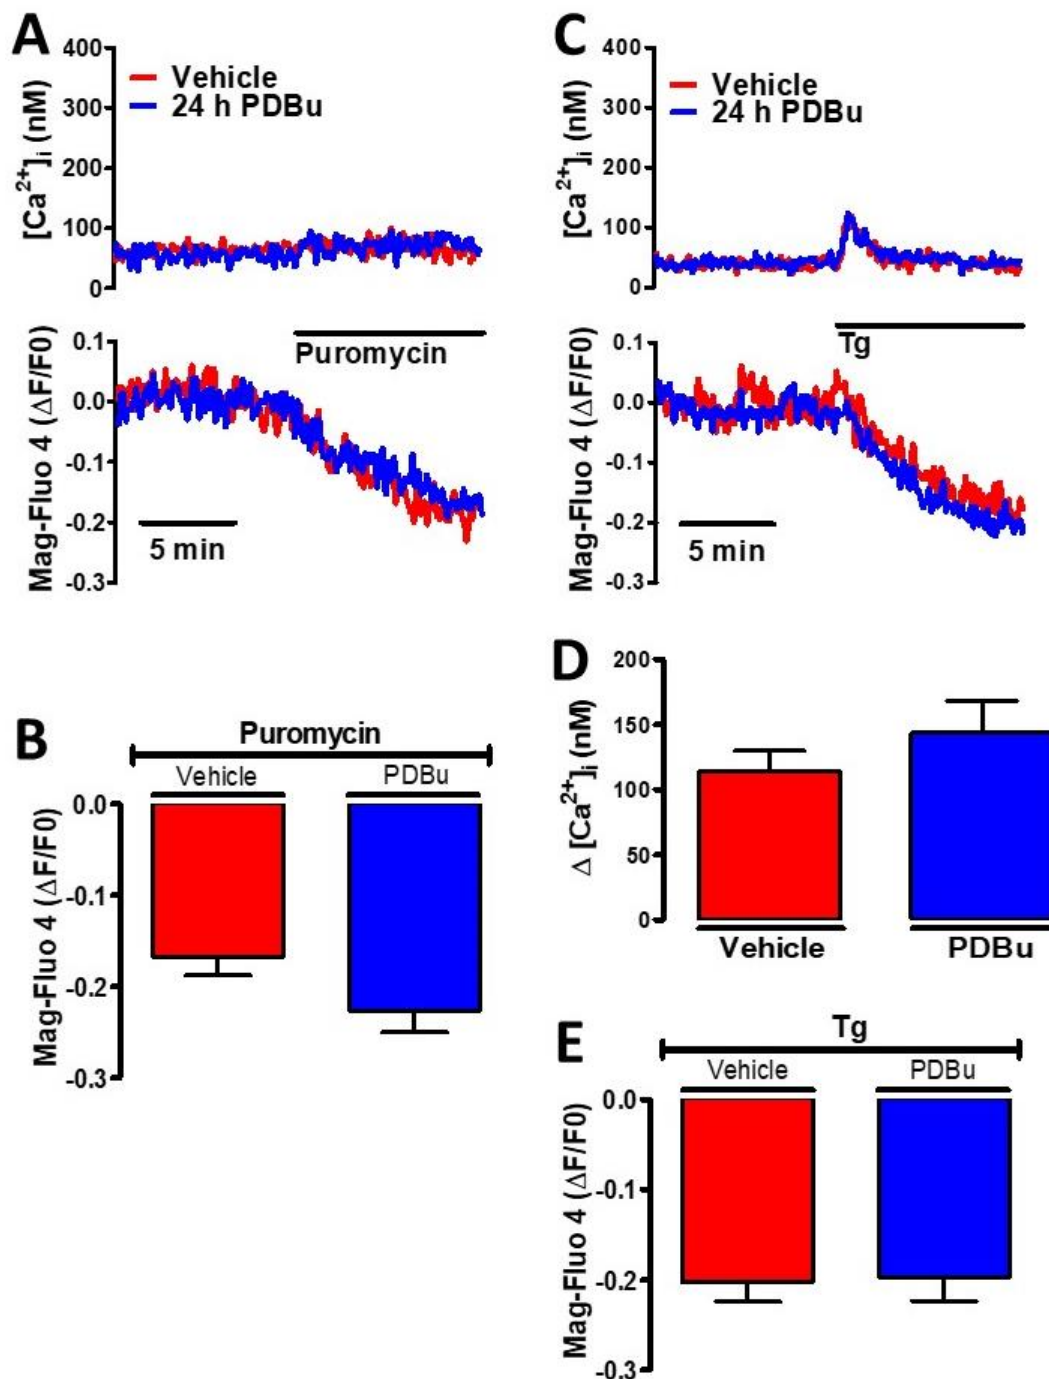 A
[Ca2+]i (nM)
400
300
200
100
0
Vehicle
24 h PDBu
Mag-Fluo 4 (ΔF/F0)
0.1
0.0
-0.1
-0.2
-0.3
Puromycin
5 min
C
[Ca2+]i (nM)
400
300
200
100
0
Vehicle
24 h PDBu
Mag-Fluo 4 (ΔF/F0)
0.1
0.0
-0.1
-0.2
-0.3
Tg
5 min
B
Puromycin
Vehicle PDBu
Mag-Fluo 4 (ΔF/F0)
0.0
-0.1
-0.2
-0.3
D
Δ [Ca2+]i (nM)
200
150
100
50
0
Vehicle PDBu
E
Tg
Vehicle PDBu
Mag-Fluo 4 (ΔF/F0)
0.0
-0.1
-0.2
-0.3